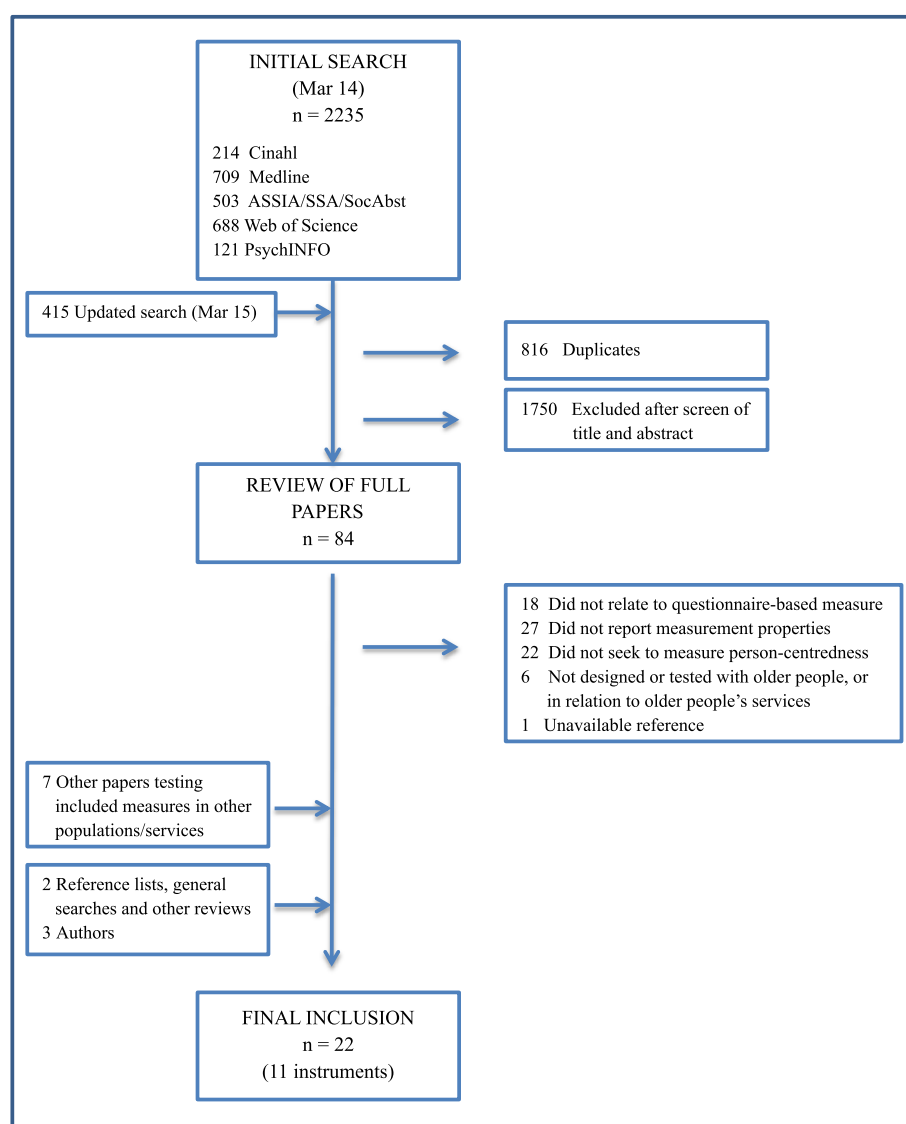 INITIAL SEARCH
(Mar 14)
n = 2235
214 Cinahl
709 Medline
503 ASSIA/SSA/SocAbst
688 Web of Science
121 PsychINFO
415 Updated search (Mar 15)
816 Duplicates
1750 Excluded after screen of
title and abstract
REVIEW OF FULL
PAPERS
n = 84
18 Did not relate to questionnaire-based measure
27 Did not report measurement properties
22 Did not seek to measure person-centredness
6 Not designed or tested with older people, or
in relation to older people's services
1 Unavailable reference
7 Other papers testing
included measures in other
populations/services
2 Reference lists, general
searches and other reviews
3 Authors
FINAL INCLUSION
n = 22
(11 instruments)